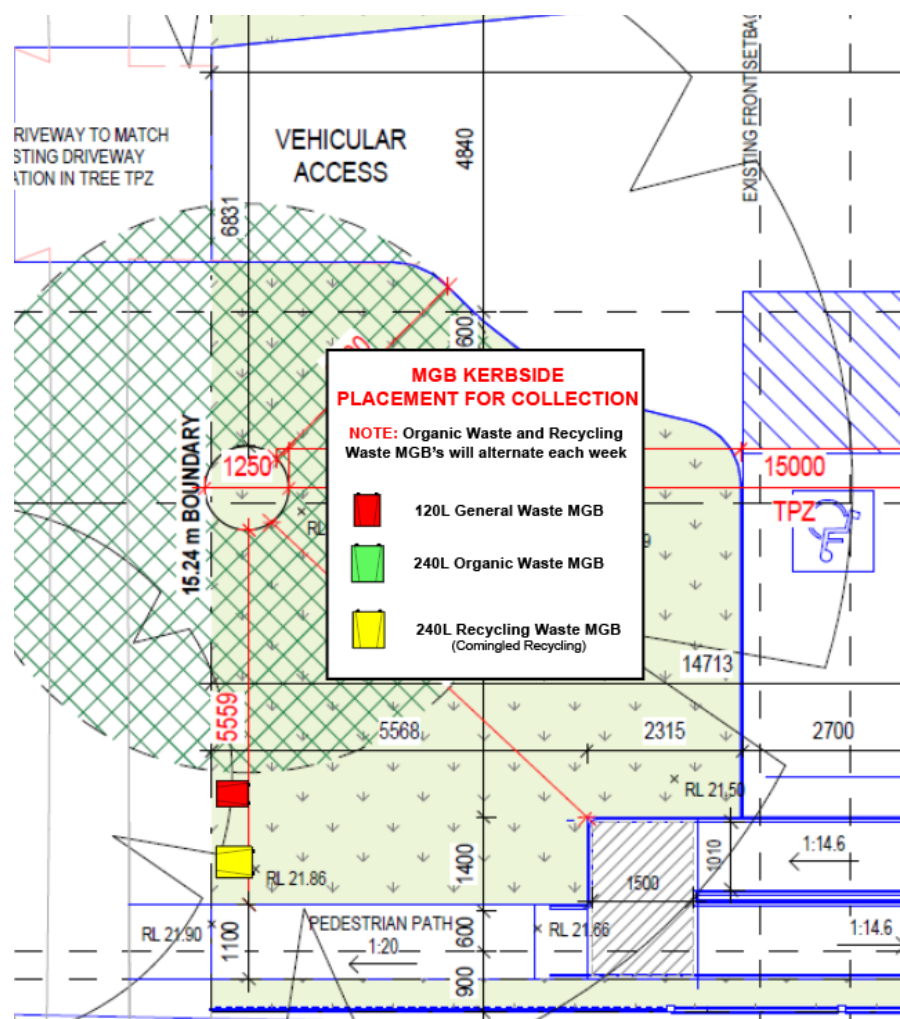 RIVEWAY TO MATCH
STING DRIVEWAY
ATION IN TREE TPZ
VEHICULAR
ACCESS
4840
EXISTING FRONT SETBAC
6831
600
MGB KERBSIDE
PLACEMENT FOR COLLECTION
NOTE: Organic Waste and Recycling
Waste MGB's will alternate each week
120L General Waste MGB
240L Organic Waste MGB
240L Recycling Waste MGB
(Comingled Recycling)
15.24 m BOUNDARY
1250
15000
TPZ
RL
9
14713
5559
5568
2315
2700
RL 21.50
1400
1010
1:14.6
RL 21.86
1500
RL 21.90
1100
PEDESTRIAN PATH
1:20
600
RL 21.66
1:14.6
900